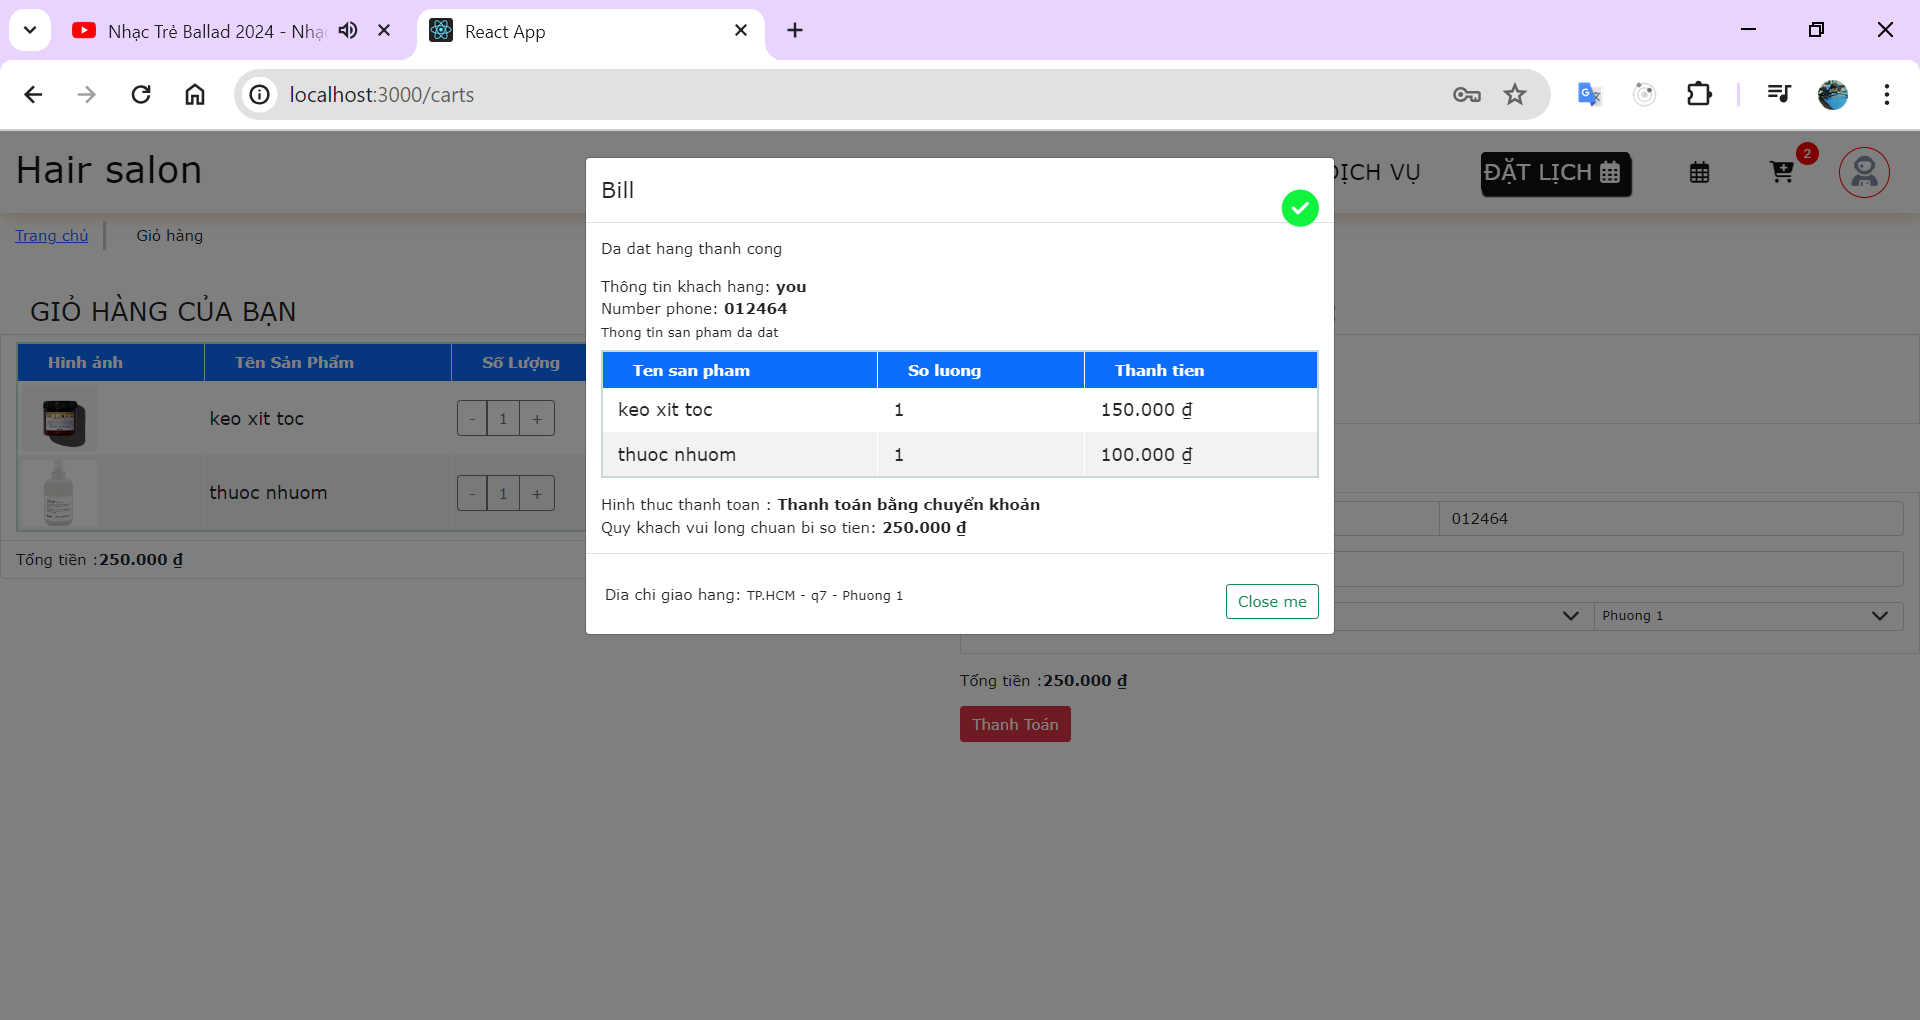 Nhạc Trẻ Ballad 2024 - Nhạc
React App
localhost:3000/carts
Hair salon
DỊCH VỤ
ĐẶT LỊCH
2
Trang chủ
Giỏ hàng
GIỎ HÀNG CỦA BẠN
Hình ảnh
Tên Sản Phẩm
Số Lượng
keo xit toc
- 1 +
thuoc nhuom
- 1 +
Tổng tiền :250.000 ₫
Bill
Da dat hang thanh cong
Thông tin khach hang: you
Number phone: 012464
Thong tin san pham da dat
Ten san pham
So luong
Thanh tien
keo xit toc
1
150.000 ₫
thuoc nhuom
1
100.000 ₫
Hinh thuc thanh toan : Thanh toán bằng chuyển khoản
Quy khach vui long chuan bi so tien: 250.000 ₫
Dia chi giao hang: TP.HCM - q7 - Phuong 1
Close me
012464
Phuong 1
Tổng tiền :250.000 ₫
Thanh Toán